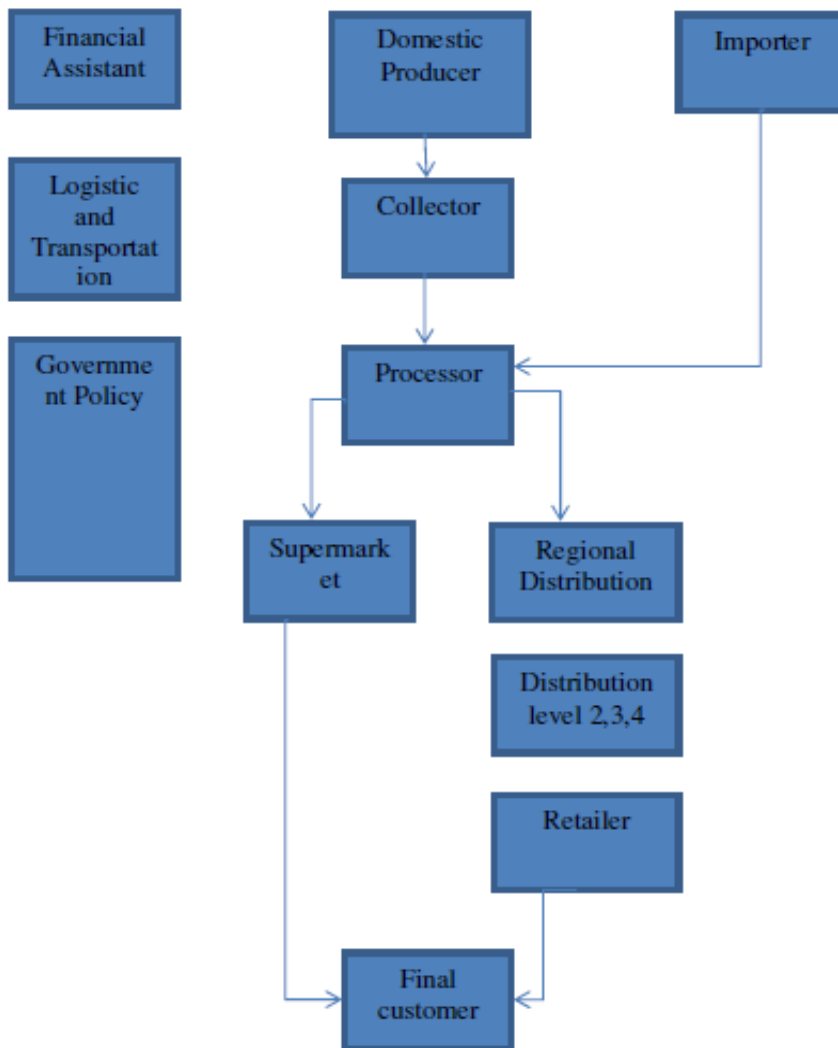 Financial
Assistant
Domestic
Producer
Importer
Logistic
and
Transportat
ion
Collector
Governme
nt Policy
Processor
Supermark
et
Regional
Distribution
Distribution
level 2,3,4
Retailer
Final
customer